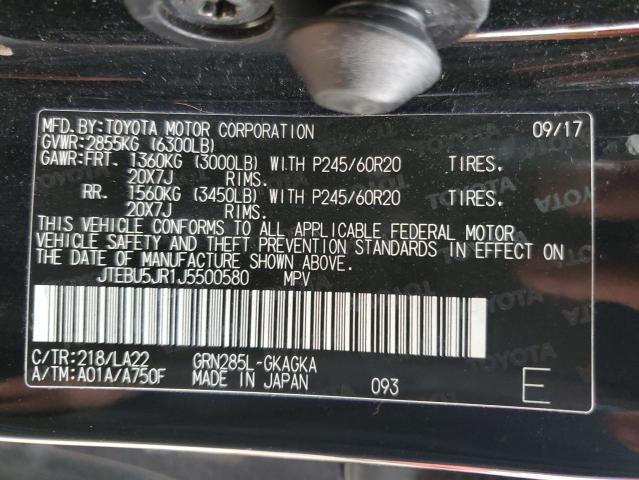 MFD. BY: TOYOTA MOTOR CORPORATION 09/17
GVWR: 2855KG (6300LB)
GAWR: FRT. 1360KG (3000LB) WITH P245/60R20 TIRES.
20X7J RIMS.
RR. 1560KG (3450LB) WITH P245/60R20 TIRES.
20X7J RIMS.
THIS VEHICLE CONFORMS TO ALL APPLICABLE FEDERAL MOTOR
VEHICLE SAFETY AND THEFT PREVENTION STANDARDS IN EFFECT ON
THE DATE OF MANUFACTURE SHOWN ABOVE.
JTEBU5JR1J5500580 MPV
C/TR: 218/LA22 GRN285L-GKAGKA
A/TM: A01A/A750F MADE IN JAPAN 093 E